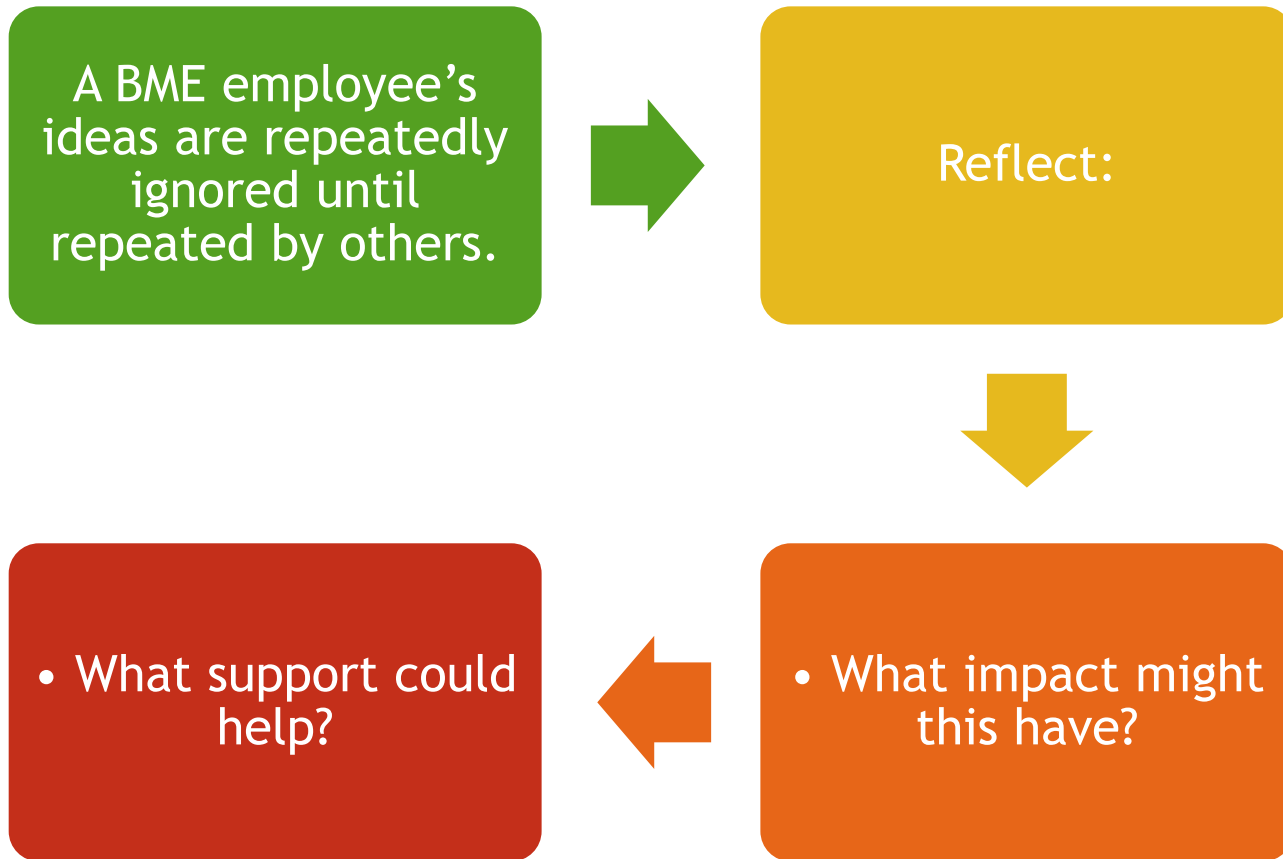 A BME employee’s
ideas are repeatedly
ignored until
repeated by others.
Reflect:
• What impact might
this have?
• What support could
help?